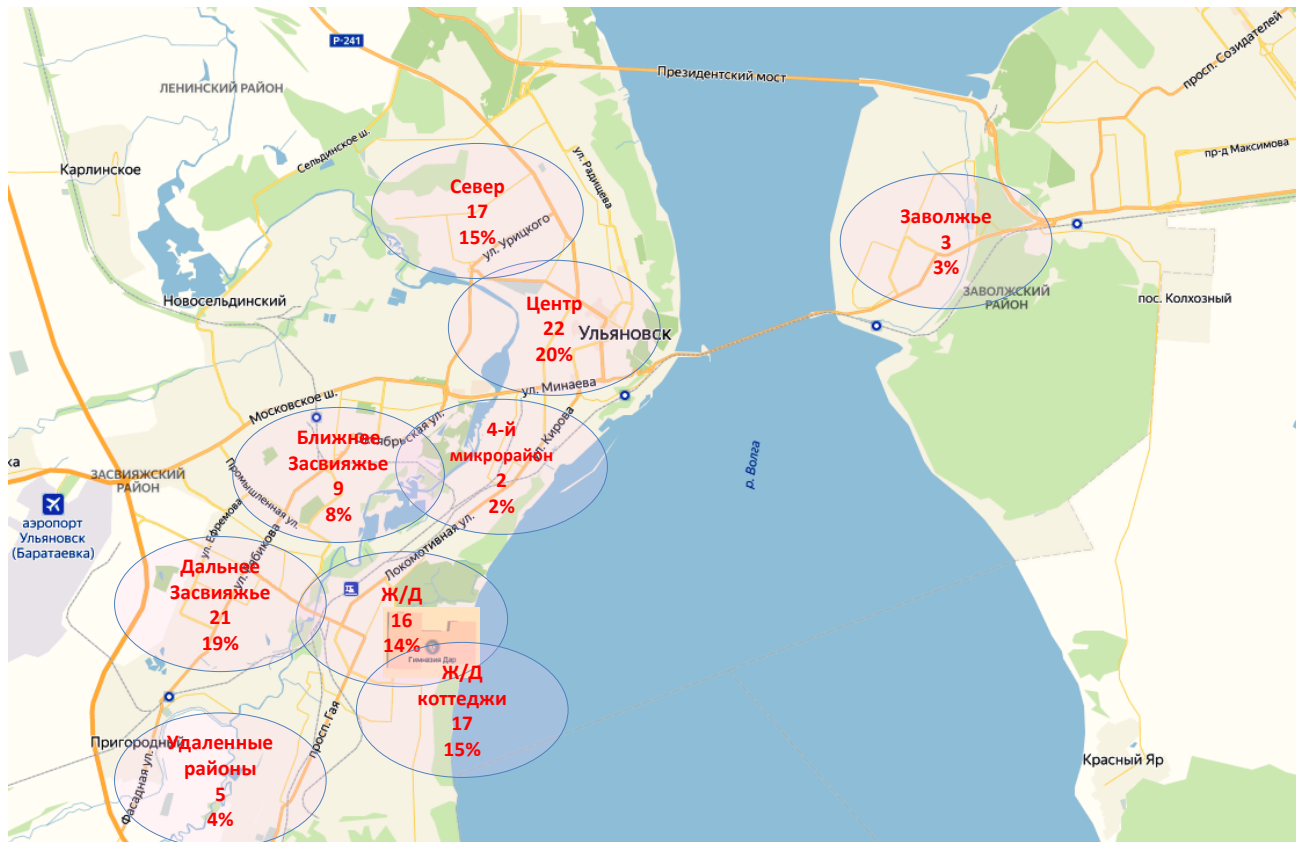 Р-241
ЛЕНИНСКИЙ РАЙОН
Президентский мост
просп. Созидателей
Карлинское
Сельдинское ш.
ул. Радищева
пр-д Максимова
Север
17
15%
ул. Урицкого
Заволжье
3
3%
ЗАВОЛЖСКИЙ
РАЙОН
пос. Колхозный
Новосельдинский
Центр
22
20%
Ульяновск
ул. Минаева
Московское ш.
Октябрьская ул.
ул. Кирова
Ближнее
Засвияжье
9
8%
4-й
микрорайон
2
2%
р. Волга
ка
ЗАСВИЯЖСКИЙ
РАЙОН
Промышленная ул.
ул. Ефремова
аэропорт
Ульяновск
(Баратаевка)
Локомотивная ул.
Дальнее
Засвияжье
21
19%
Ж/Д
16
14%
Гимназия Дар
Ж/Д
коттеджи
17
15%
просп. Гая
Пригородный
Фасадная ул.
Удаленные
районы
5
4%
Красный Яр